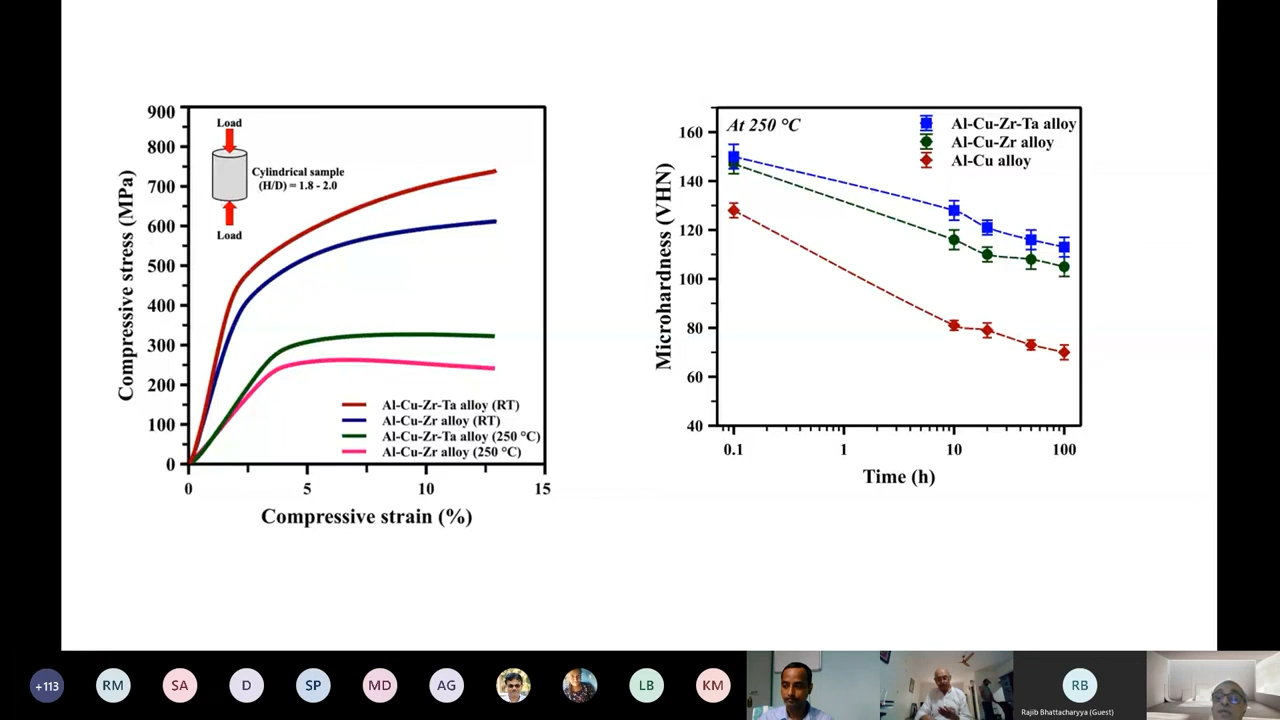 900
800
700
600
500
400
300
200
100
0
Compressive stress (MPa)
Load
Cylindrical sample
(H/D) = 1.8 - 2.0
Load
Al-Cu-Zr-Ta alloy (RT)
Al-Cu-Zr alloy (RT)
Al-Cu-Zr-Ta alloy (250 °C)
Al-Cu-Zr alloy (250 °C)
0 5 10 15
Compressive strain (%)
160
140
120
100
80
60
40
Microhardness (VHN)
At 250 °C
Al-Cu-Zr-Ta alloy
Al-Cu-Zr alloy
Al-Cu alloy
0.1 1 10 100
Time (h)
+113 RM SA D SP MD AG LB KM RB
Rajib Bhattacharyya (Guest)